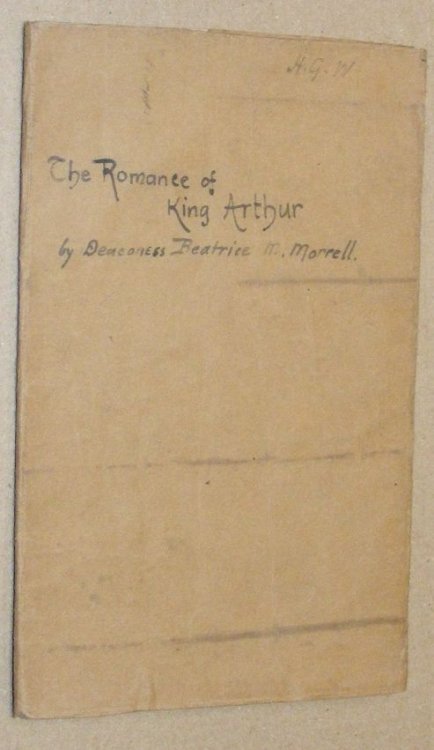 H. G. W
The Romance of
King Arthur
by Deaconess Beatrice M. Morrell.